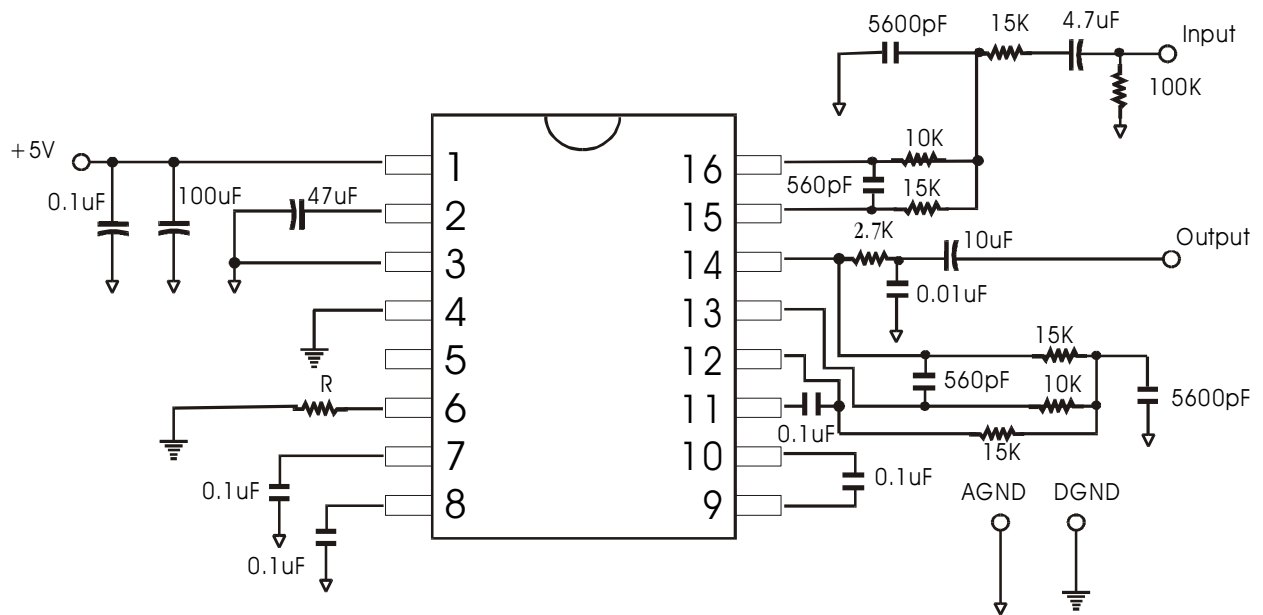 5600pF 15K 4.7uF Input
100K
+5V
0.1uF 100uF 47uF
1 16 10K
560pF 15K
2 15
2.7K 10uF Output
3 14
0.01uF
4 13
15K
5 12
560pF 10K 5600pF
R
6 11
0.1uF 15K
7 10
0.1uF 0.1uF
8 9
0.1uF
AGND DGND